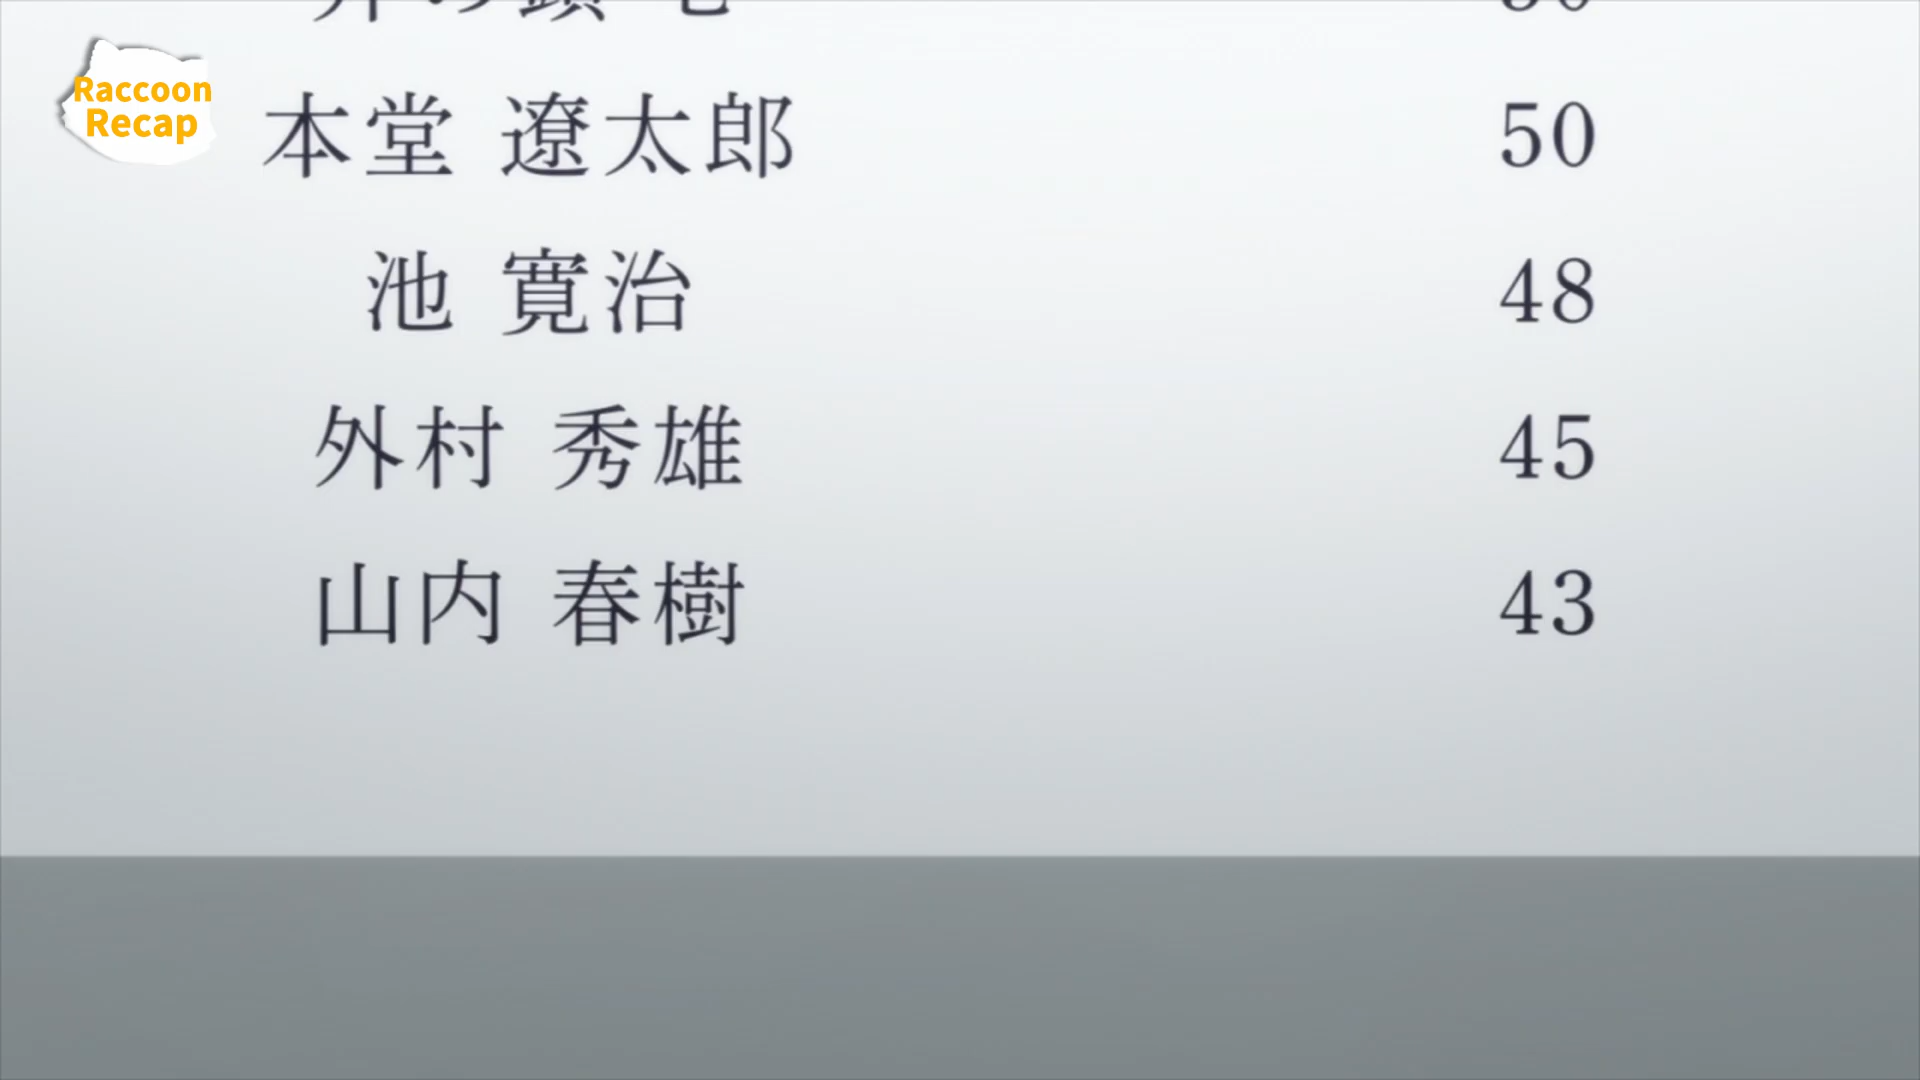 Raccoon
Recap
本堂 遼太郎 50
池 寛治 48
外村 秀雄 45
山内 春樹 43